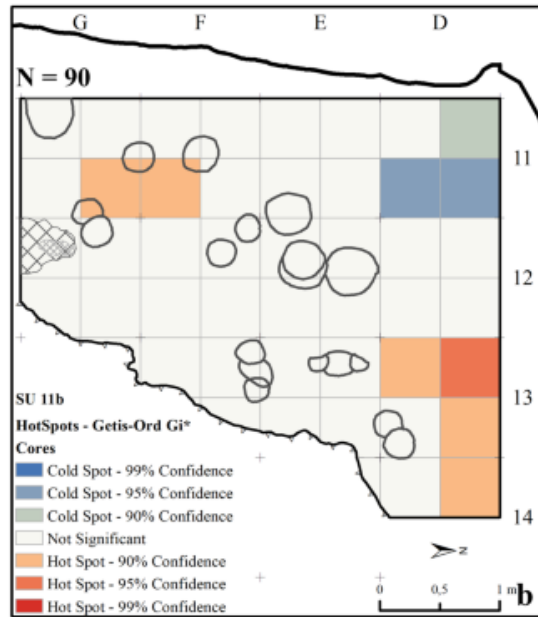 G F E D
N = 90
11
12
13
14
SU 11b
HotSpots - Getis-Ord Gi*
Cores
Cold Spot - 99% Confidence
Cold Spot - 95% Confidence
Cold Spot - 90% Confidence
Not Significant
Hot Spot - 90% Confidence
Hot Spot - 95% Confidence
Hot Spot - 99% Confidence
N
0 0,5 1 m
b